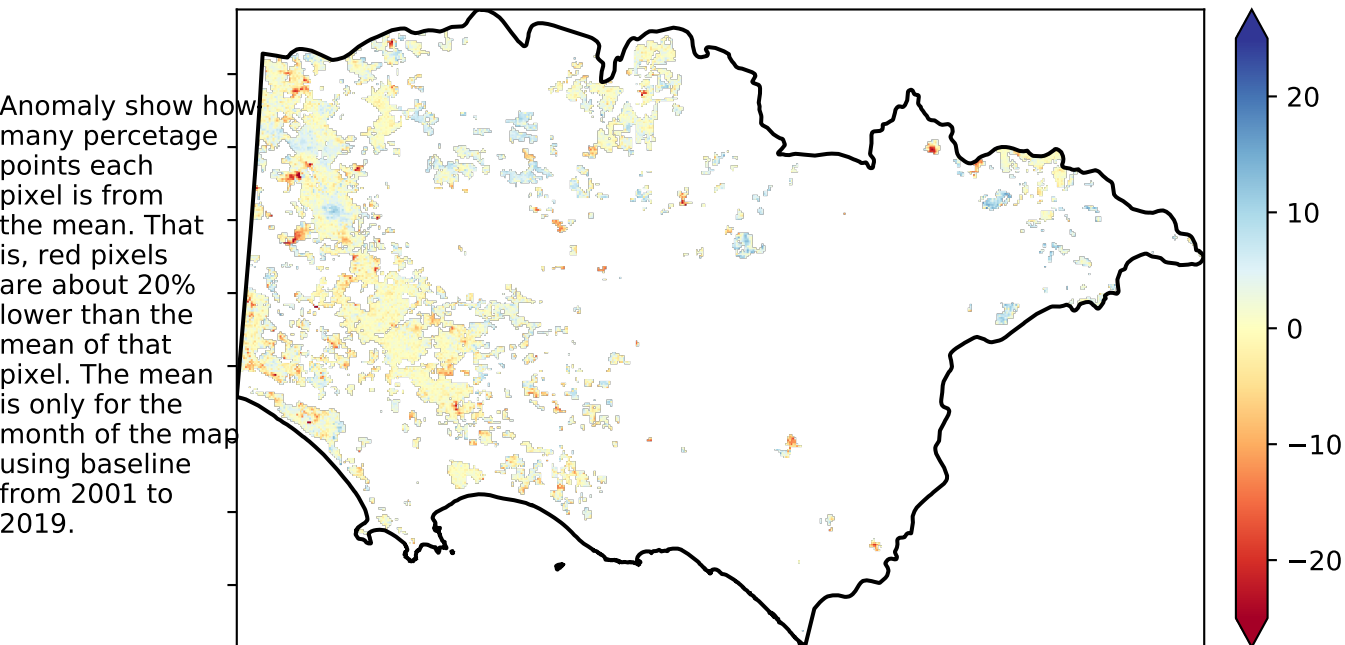 Anomaly show how
many percetage
points each
pixel is from
the mean. That
is, red pixels
are about 20%
lower than the
mean of that
pixel. The mean
is only for the
month of the map
using baseline
from 2001 to
2019.
20
10
0
−10
−20